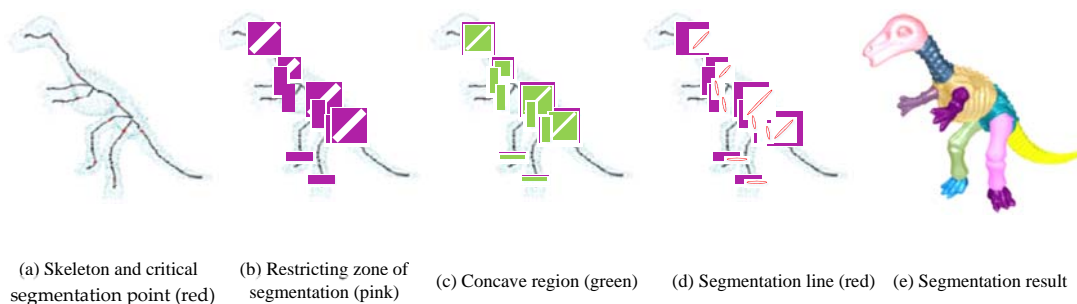 (a) Skeleton and critical
segmentation point (red)
(b) Restricting zone of
segmentation (pink)
(c) Concave region (green)
(d) Segmentation line (red)
(e) Segmentation result